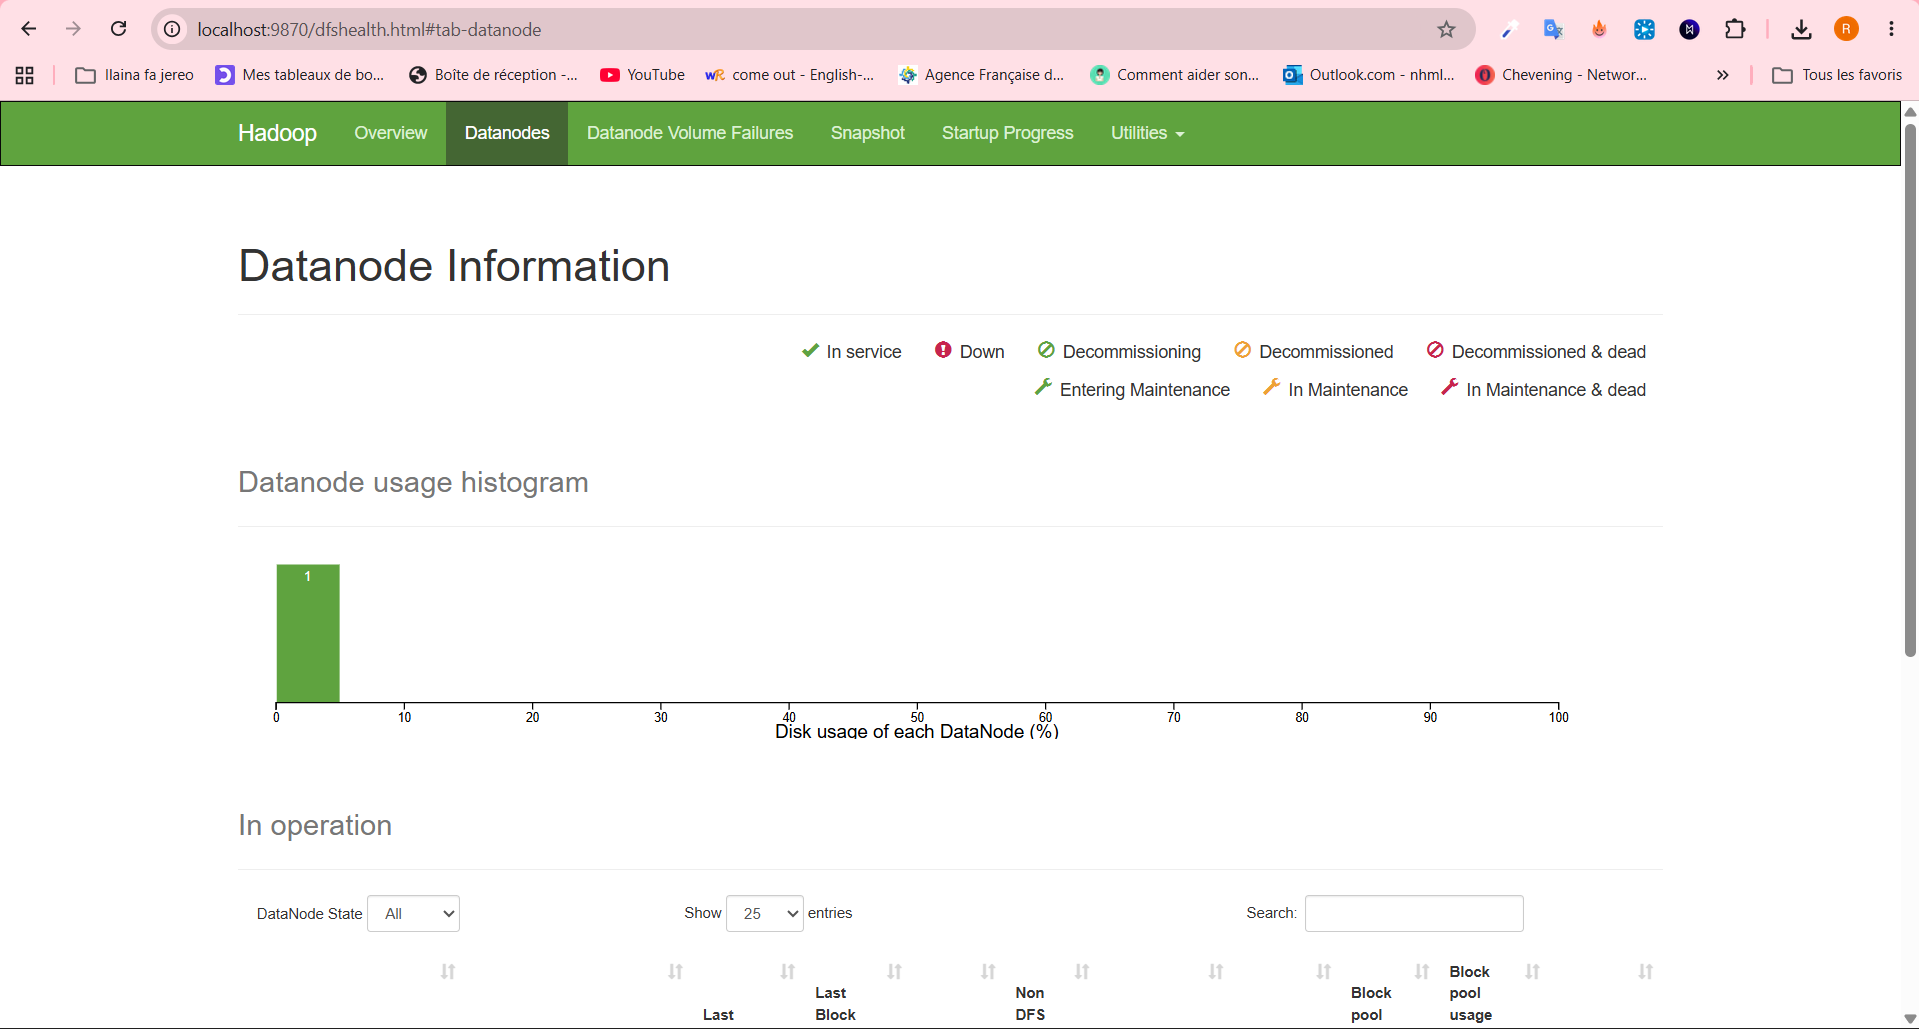 localhost:9870/dfshealth.html#tab-datanode
R
Ilaina fa jereo
Mes tableaux de bo...
Boîte de réception -...
YouTube
WR come out - English-...
Agence Française d...
Comment aider son...
Outlook.com - nhml...
Chevening - Networ...
Tous les favoris
Hadoop Overview Datanodes Datanode Volume Failures Snapshot Startup Progress Utilities
Datanode Information
In service Down Decommissioning Decommissioned Decommissioned & dead
Entering Maintenance In Maintenance In Maintenance & dead
Datanode usage histogram
1
0 10 20 30 40 50 60 70 80 90 100
Disk usage of each DataNode (%)
In operation
DataNode State All Show 25 entries Search:
Block
Last Non Block pool
Last Block DFS pool usage